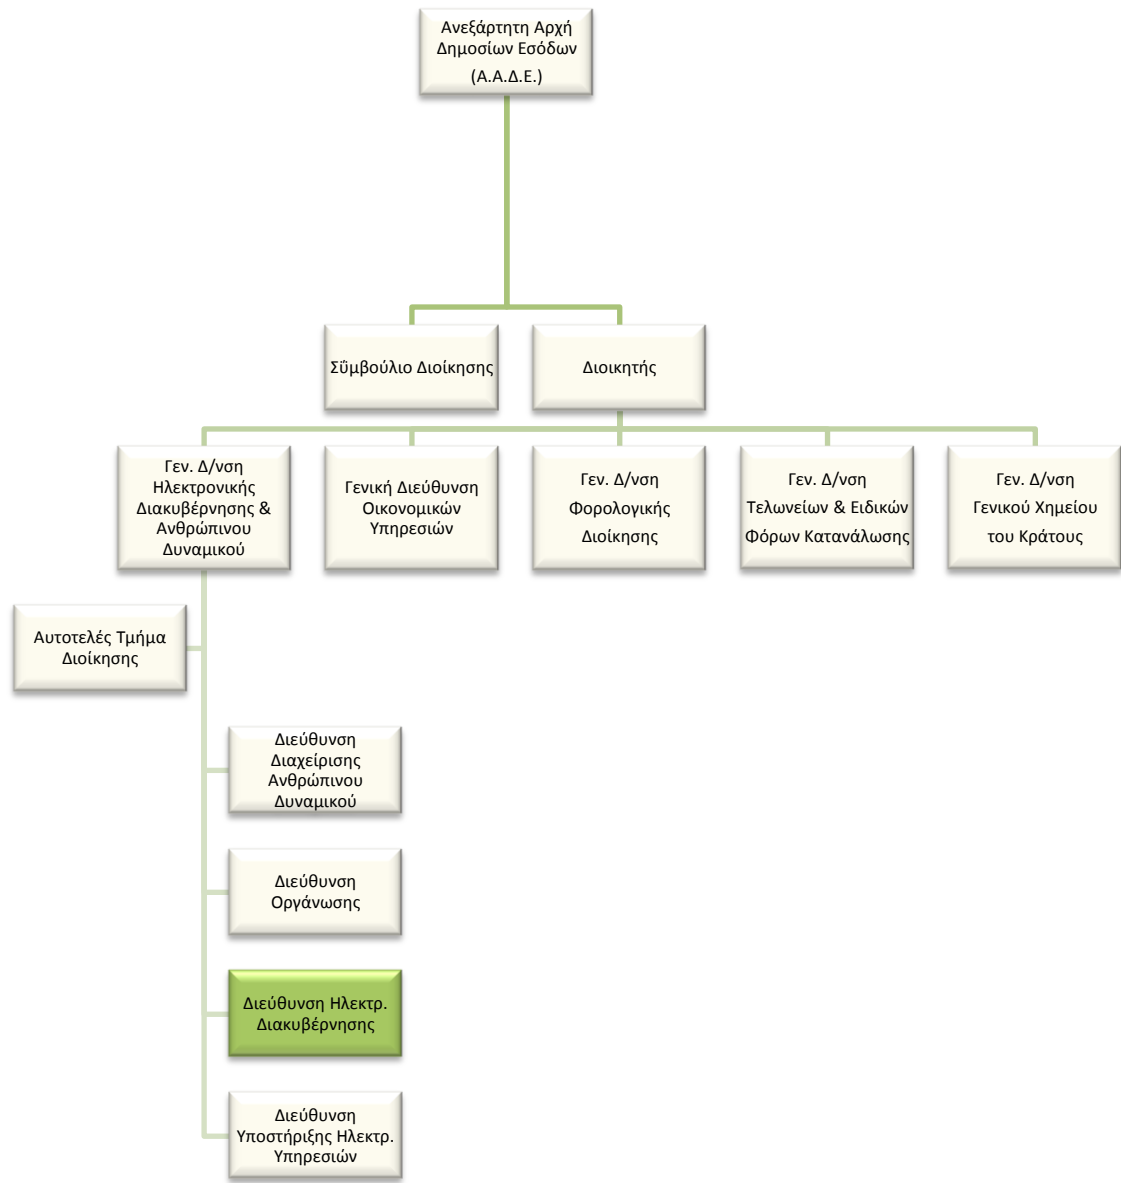 Ανεξάρτητη Αρχή
Δημοσίων Εσόδων
(Α.Α.Δ.Ε.)
Σΰμβούλιο Διοίκησης
Διοικητής
Γεν. Δ/νση
Ηλεκτρονικής
Διακυβέρνησης &
Ανθρώπινου
Δυναμικού
Γενική Διεύθυνση
Οικονομικών
Υπηρεσιών
Γεν. Δ/νση
Φορολογικής
Διοίκησης
Γεν. Δ/νση
Τελωνείων & Ειδικών
Φόρων Κατανάλωσης
Γεν. Δ/νση
Γενικού Χημείου
του Κράτους
Αυτοτελές Τμήμα
Διοίκησης
Διεύθυνση
Διαχείρισης
Ανθρώπινου
Δυναμικού
Διεύθυνση
Οργάνωσης
Διεύθυνση Ηλεκτρ.
Διακυβέρνησης
Διεύθυνση
Υποστήριξης Ηλεκτρ.
Υπηρεσιών